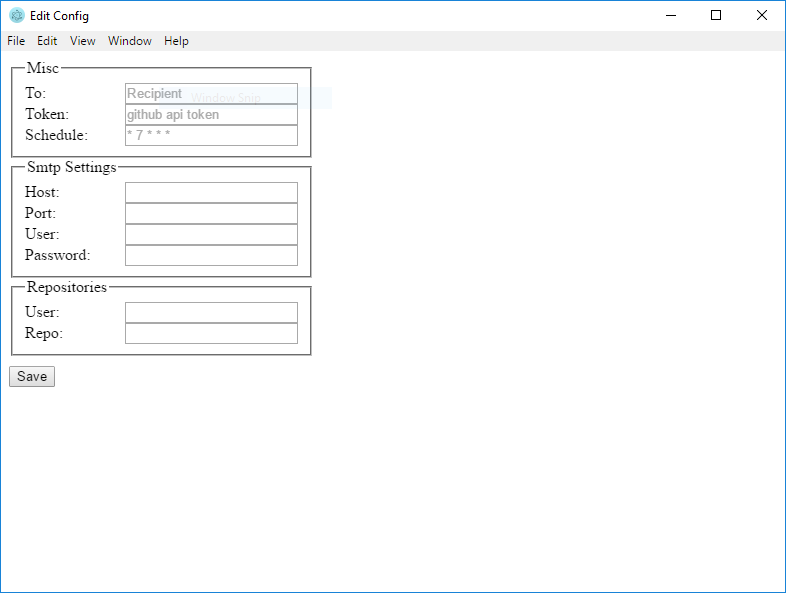 Edit Config
File Edit View Window Help
Misc
To: Recipient
Window Snip
Token: github api token
Schedule: * 7 * * *
Smtp Settings
Host:
Port:
User:
Password:
Repositories
User:
Repo:
Save